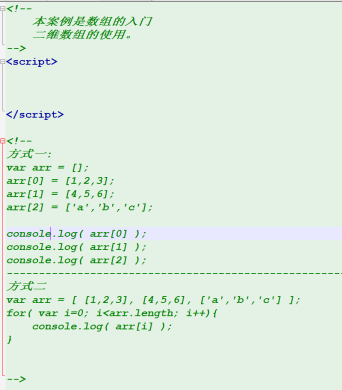 <!--
本案例是数组的入门
二维数组的使用。
-->
<script>
</script>
<!--
方式一:
var arr = [];
arr[0] = [1,2,3];
arr[1] = [4,5,6];
arr[2] = ['a','b','c'];
console.log( arr[0] );
console.log( arr[1] );
console.log( arr[2] );
--------------------------------------------------
方式二
var arr = [ [1,2,3], [4,5,6], ['a','b','c'] ];
for( var i=0; i<arr.length; i++){
console.log( arr[i] );
}
-->